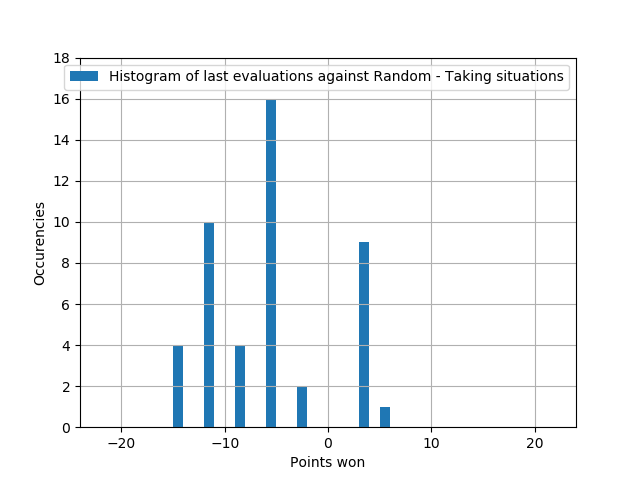 Histogram of last evaluations against Random - Taking situations
18
16
14
12
10
8
6
4
2
0
Occurencies
−20 −10 0 10 20
Points won